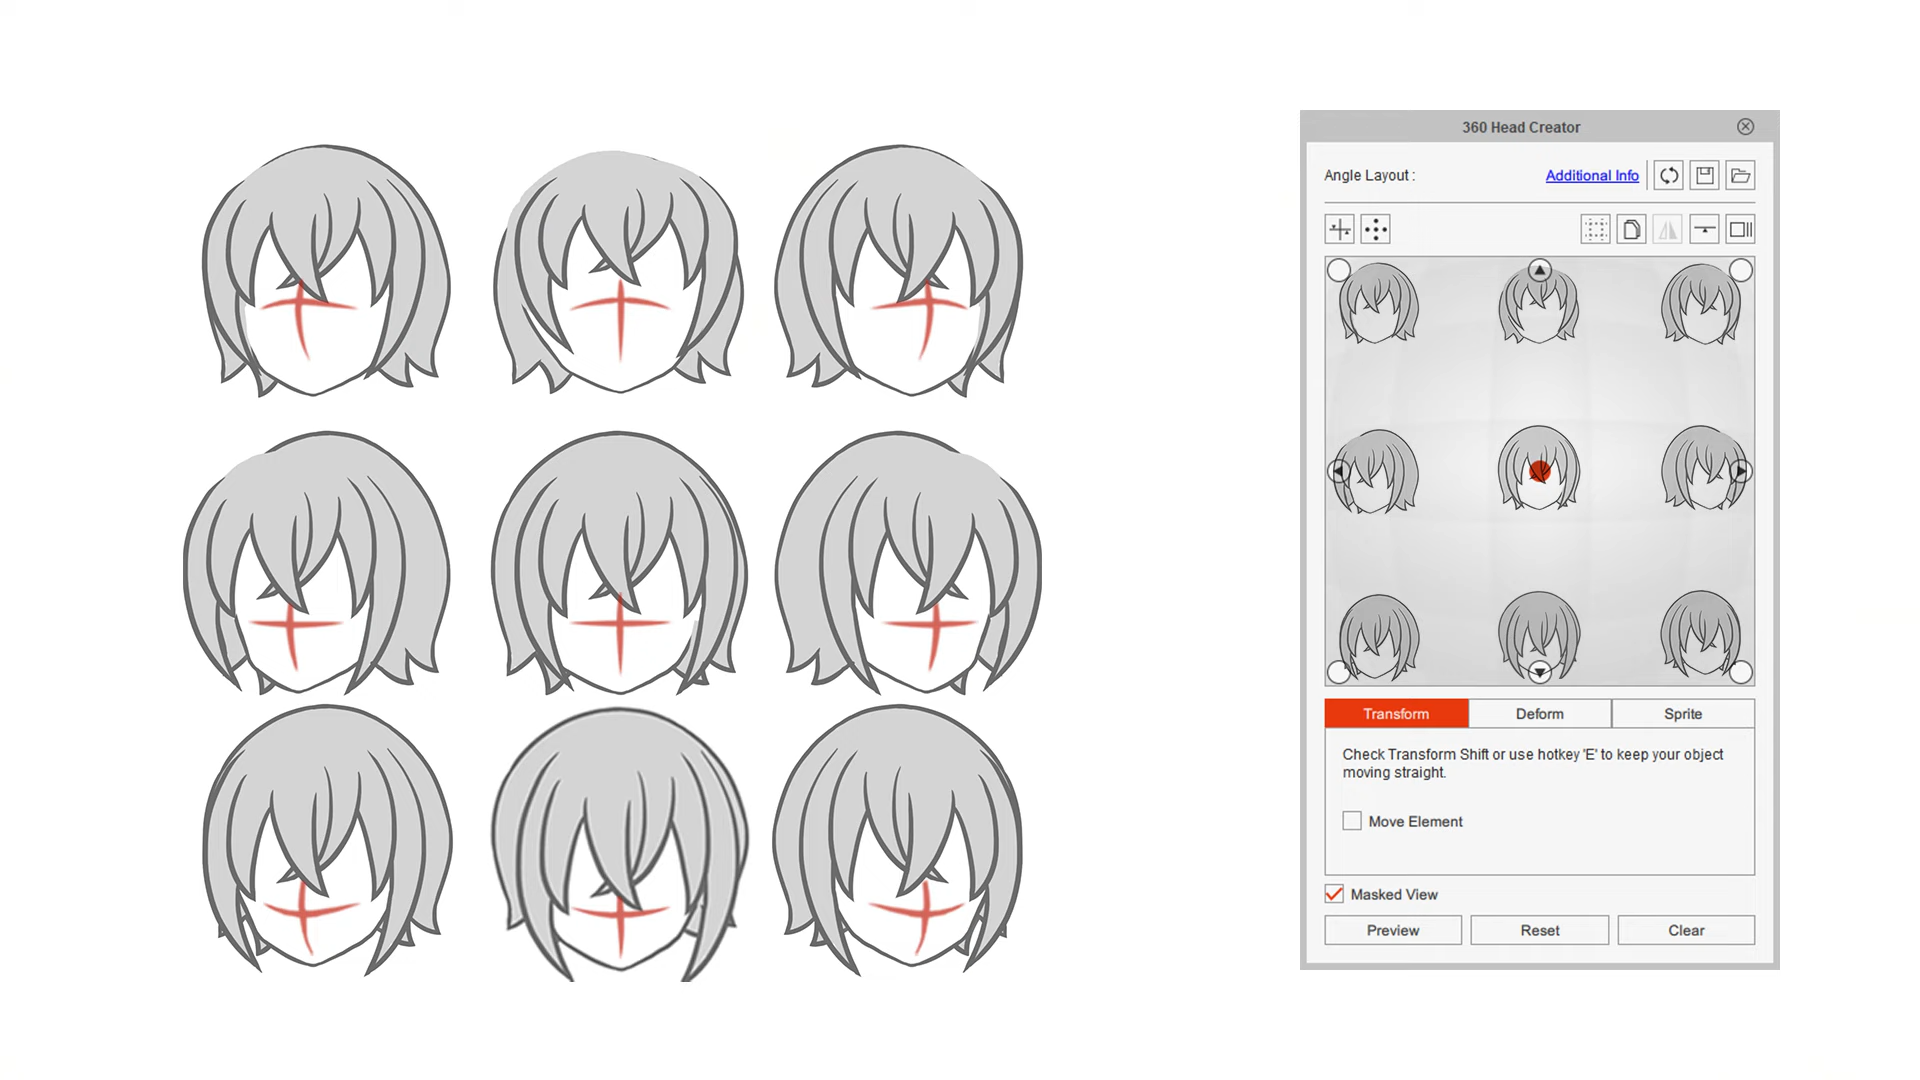 360 Head Creator
Angle Layout :
Additional Info
Transform
Deform
Sprite
Check Transform Shift or use hotkey 'E' to keep your object
moving straight.
Move Element
Masked View
Preview
Reset
Clear